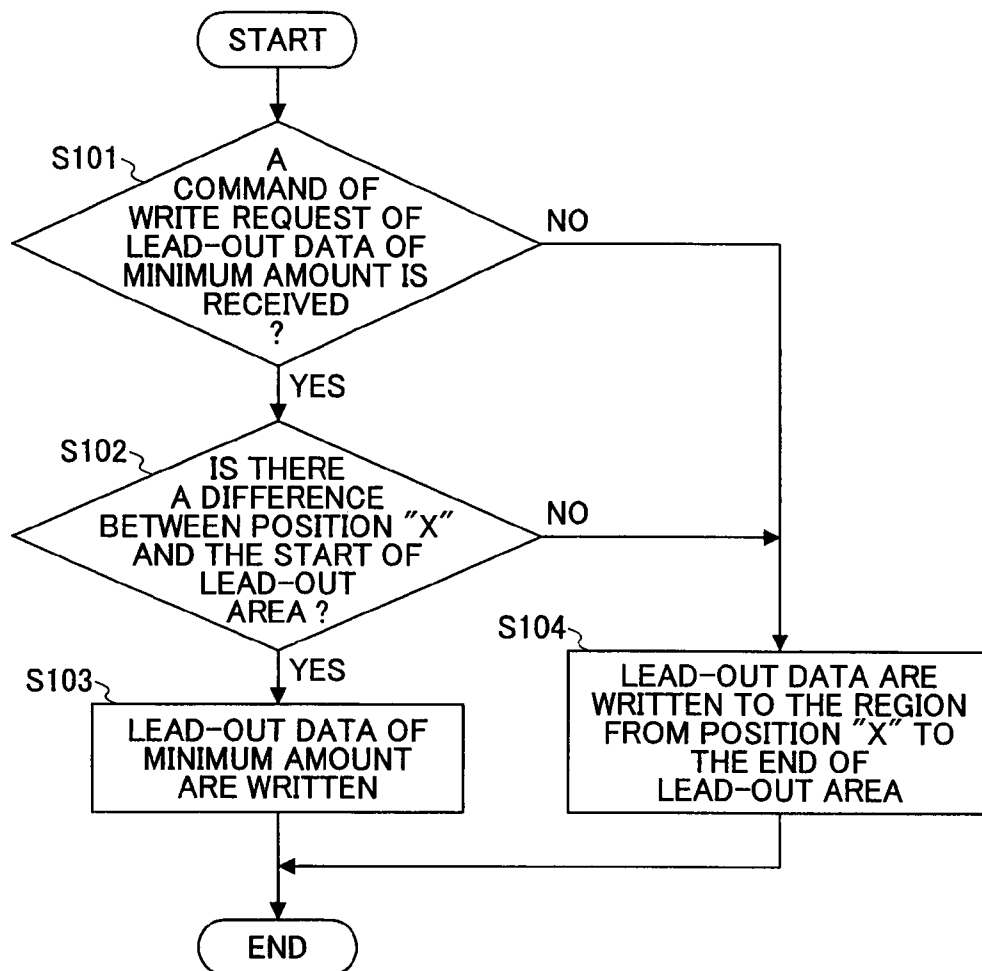 START
S101
A
COMMAND OF
WRITE REQUEST OF
LEAD-OUT DATA OF
MINIMUM AMOUNT IS
RECEIVED
?
NO
YES
S102
IS THERE
A DIFFERENCE
BETWEEN POSITION "X"
AND THE START OF
LEAD-OUT
AREA ?
NO
YES
S103
LEAD-OUT DATA OF
MINIMUM AMOUNT
ARE WRITTEN
S104
LEAD-OUT DATA ARE
WRITTEN TO THE REGION
FROM POSITION "X" TO
THE END OF
LEAD-OUT AREA
END